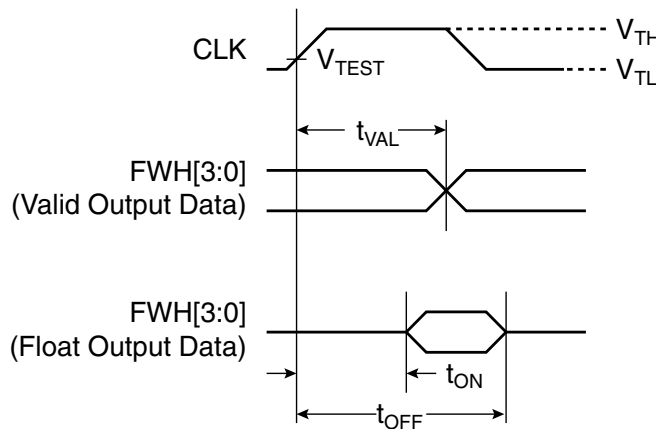 CLK
V_TEST
V_TH
V_TL
t_VAL
FWH[3:0]
(Valid Output Data)
FWH[3:0]
(Float Output Data)
t_ON
t_OFF